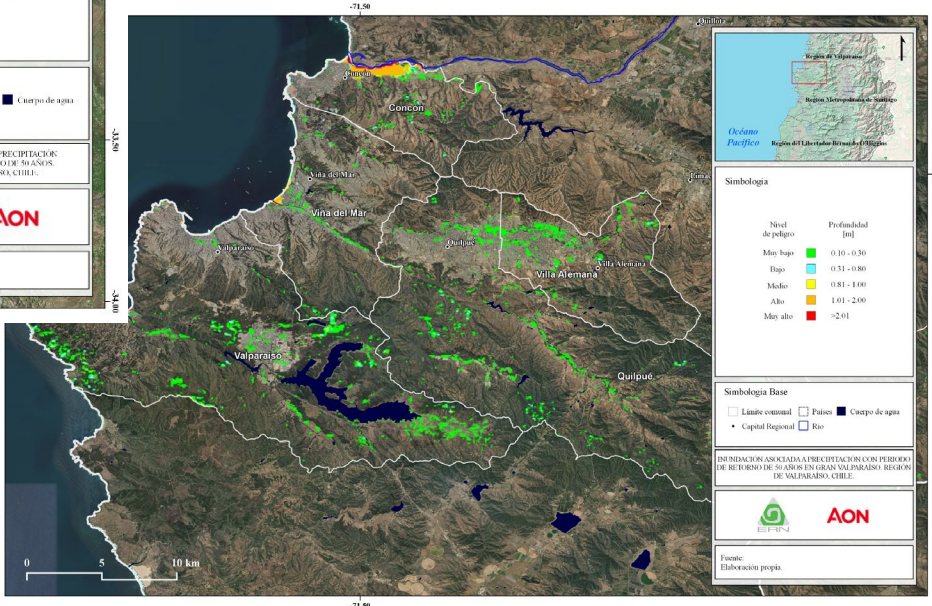 -71.50
Cuerpo de agua
PRECIPITACIÓN
O DE 50 AÑOS.
SO, CHILE.
AON
-33.50
-34.00
Quillota
Concón
Concón
Viña del Mar
Viña del Mar
Valparaíso
Quilpué
Villa Alemana
Villa Alemana
Valparaíso
Quilpué
0 5 10 km
-71.50
Región de Valparaíso
Región Metropolitana de Santiago
Océano
Pacífico
Región del Libertador Bernardo O'Higgins
Simbología
Nivel
de peligro
Profundidad
[m]
Muy bajo 0.10 - 0.30
Bajo 0.31 - 0.80
Medio 0.81 - 1.00
Alto 1.01 - 2.00
Muy alto >2.01
Simbología Base
Límite comunal Países Cuerpo de agua
Capital Regional Río
INUNDACIÓN ASOCIADA A PRECIPITACIÓN CON PERIODO
DE RETORNO DE 50 AÑOS EN GRAN VALPARAÍSO. REGIÓN
DE VALPARAÍSO, CHILE.
ERN
AON
Fuente:
Elaboración propia.